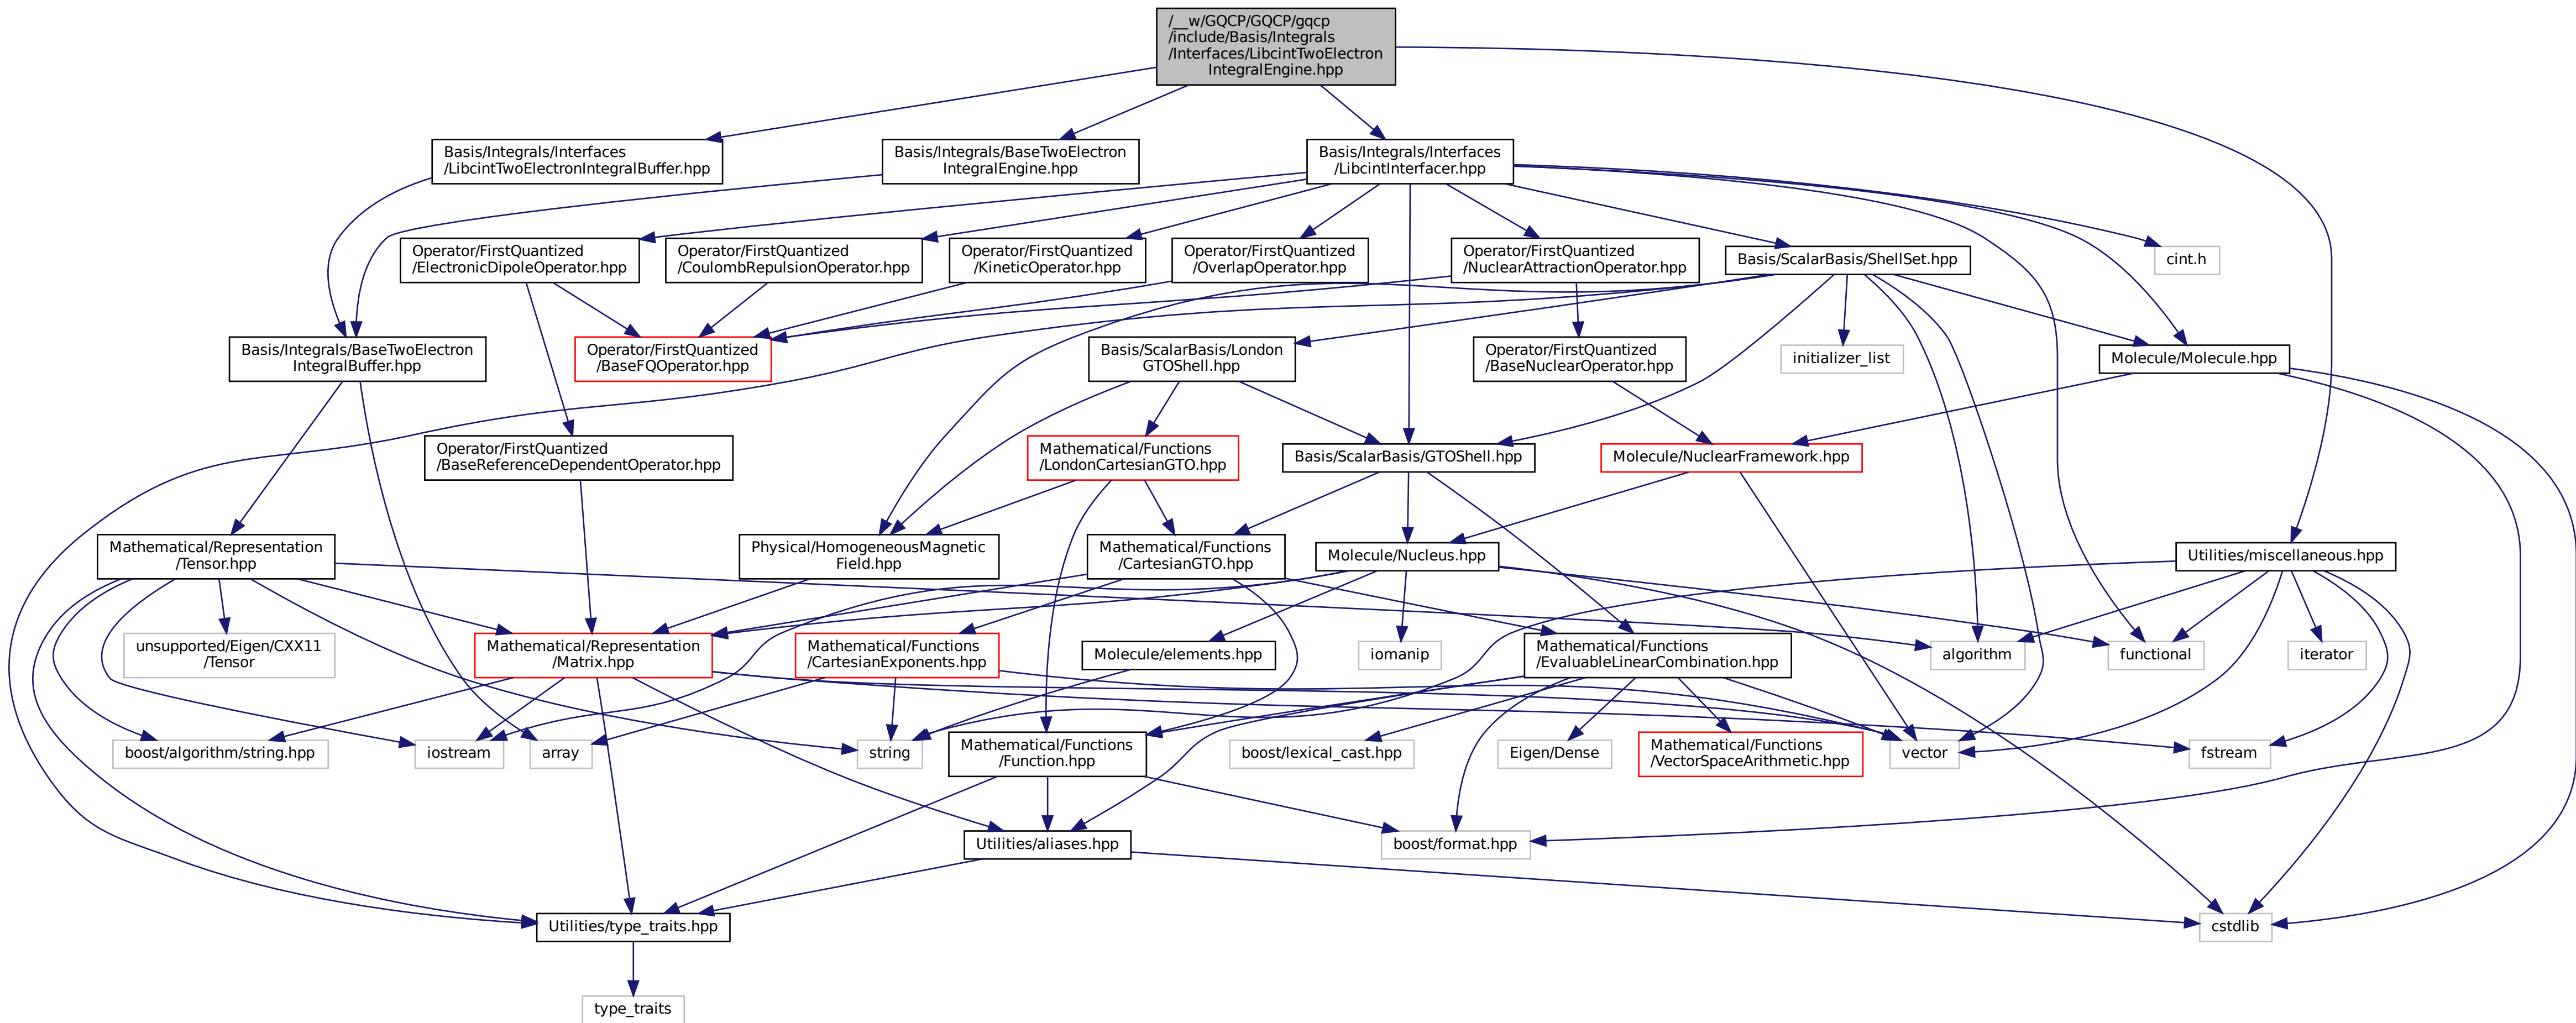 /__w/GQCP/GQCP/gqcp
/include/Basis/Integrals
/Interfaces/LibcintTwoElectron
IntegralEngine.hpp
Basis/Integrals/Interfaces
/LibcintTwoElectronIntegralBuffer.hpp
Basis/Integrals/BaseTwoElectron
IntegralEngine.hpp
Basis/Integrals/Interfaces
/LibcintInterfacer.hpp
Operator/FirstQuantized
/ElectronicDipoleOperator.hpp
Operator/FirstQuantized
/CoulombRepulsionOperator.hpp
Operator/FirstQuantized
/KineticOperator.hpp
Operator/FirstQuantized
/OverlapOperator.hpp
Operator/FirstQuantized
/NuclearAttractionOperator.hpp
Basis/ScalarBasis/ShellSet.hpp
cint.h
Basis/Integrals/BaseTwoElectron
IntegralBuffer.hpp
Operator/FirstQuantized
/BaseFQOperator.hpp
Basis/ScalarBasis/London
GTOShell.hpp
Operator/FirstQuantized
/BaseNuclearOperator.hpp
initializer_list
Molecule/Molecule.hpp
Operator/FirstQuantized
/BaseReferenceDependentOperator.hpp
Mathematical/Functions
/LondonCartesianGTO.hpp
Basis/ScalarBasis/GTOShell.hpp
Molecule/NuclearFramework.hpp
Mathematical/Representation
/Tensor.hpp
Physical/HomogeneousMagnetic
Field.hpp
Mathematical/Functions
/CartesianGTO.hpp
Molecule/Nucleus.hpp
Utilities/miscellaneous.hpp
unsupported/Eigen/CXX11
/Tensor
Mathematical/Representation
/Matrix.hpp
Mathematical/Functions
/CartesianExponents.hpp
Molecule/elements.hpp
iomanip
Mathematical/Functions
/EvaluableLinearCombination.hpp
algorithm
functional
iterator
boost/algorithm/string.hpp
iostream
array
string
Mathematical/Functions
/Function.hpp
boost/lexical_cast.hpp
Eigen/Dense
Mathematical/Functions
/VectorSpaceArithmetic.hpp
vector
fstream
Utilities/aliases.hpp
boost/format.hpp
Utilities/type_traits.hpp
cstdlib
type_traits